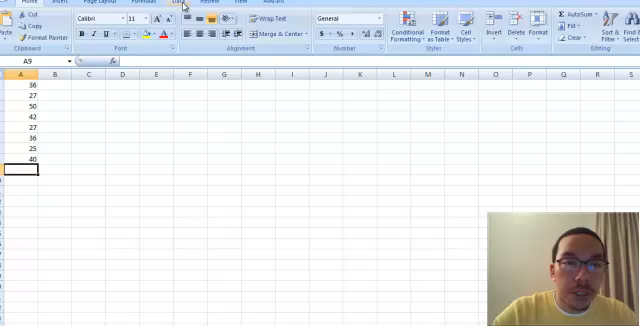 Home Insert Page Layout Formulas Data Review View Add-Ins
Cut
Copy
Paste
Format Painter
Clipboard
Calibri 11
B I U
Font
Wrap Text
Merge & Center
Alignment
General
$ % ,
Number
Conditional Formatting
Format as Table
Cell Styles
Styles
Insert Delete Format
Cells
Σ AutoSum
Fill
Clear
Sort & Filter
Find &
Editing
A9
fx
A B C D E F G H I J K L M N O P Q R S
36
27
50
42
27
36
25
40